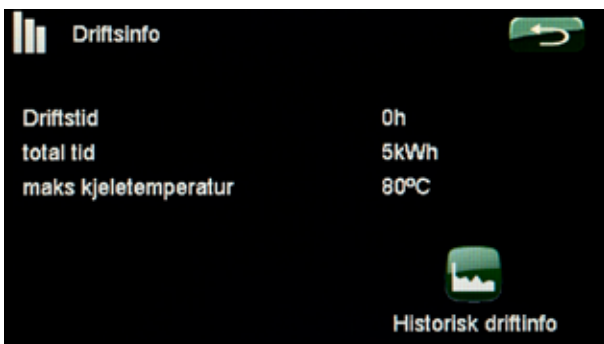 Driftsinfo
Driftstid 0h
total tid 5kWh
maks kjeletemperatur 80ºC
Historisk driftinfo